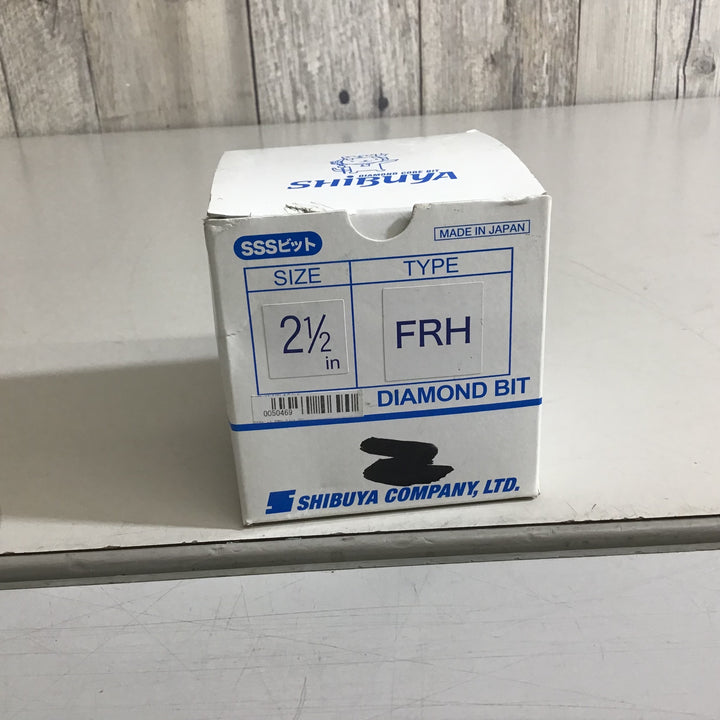 DIAMOND CORE BIT
SHIBUYA
SSSビット
MADE IN JAPAN
SIZE
TYPE
2½
in
FRH
0050469
DIAMOND BIT
SHIBUYA COMPANY, LTD.